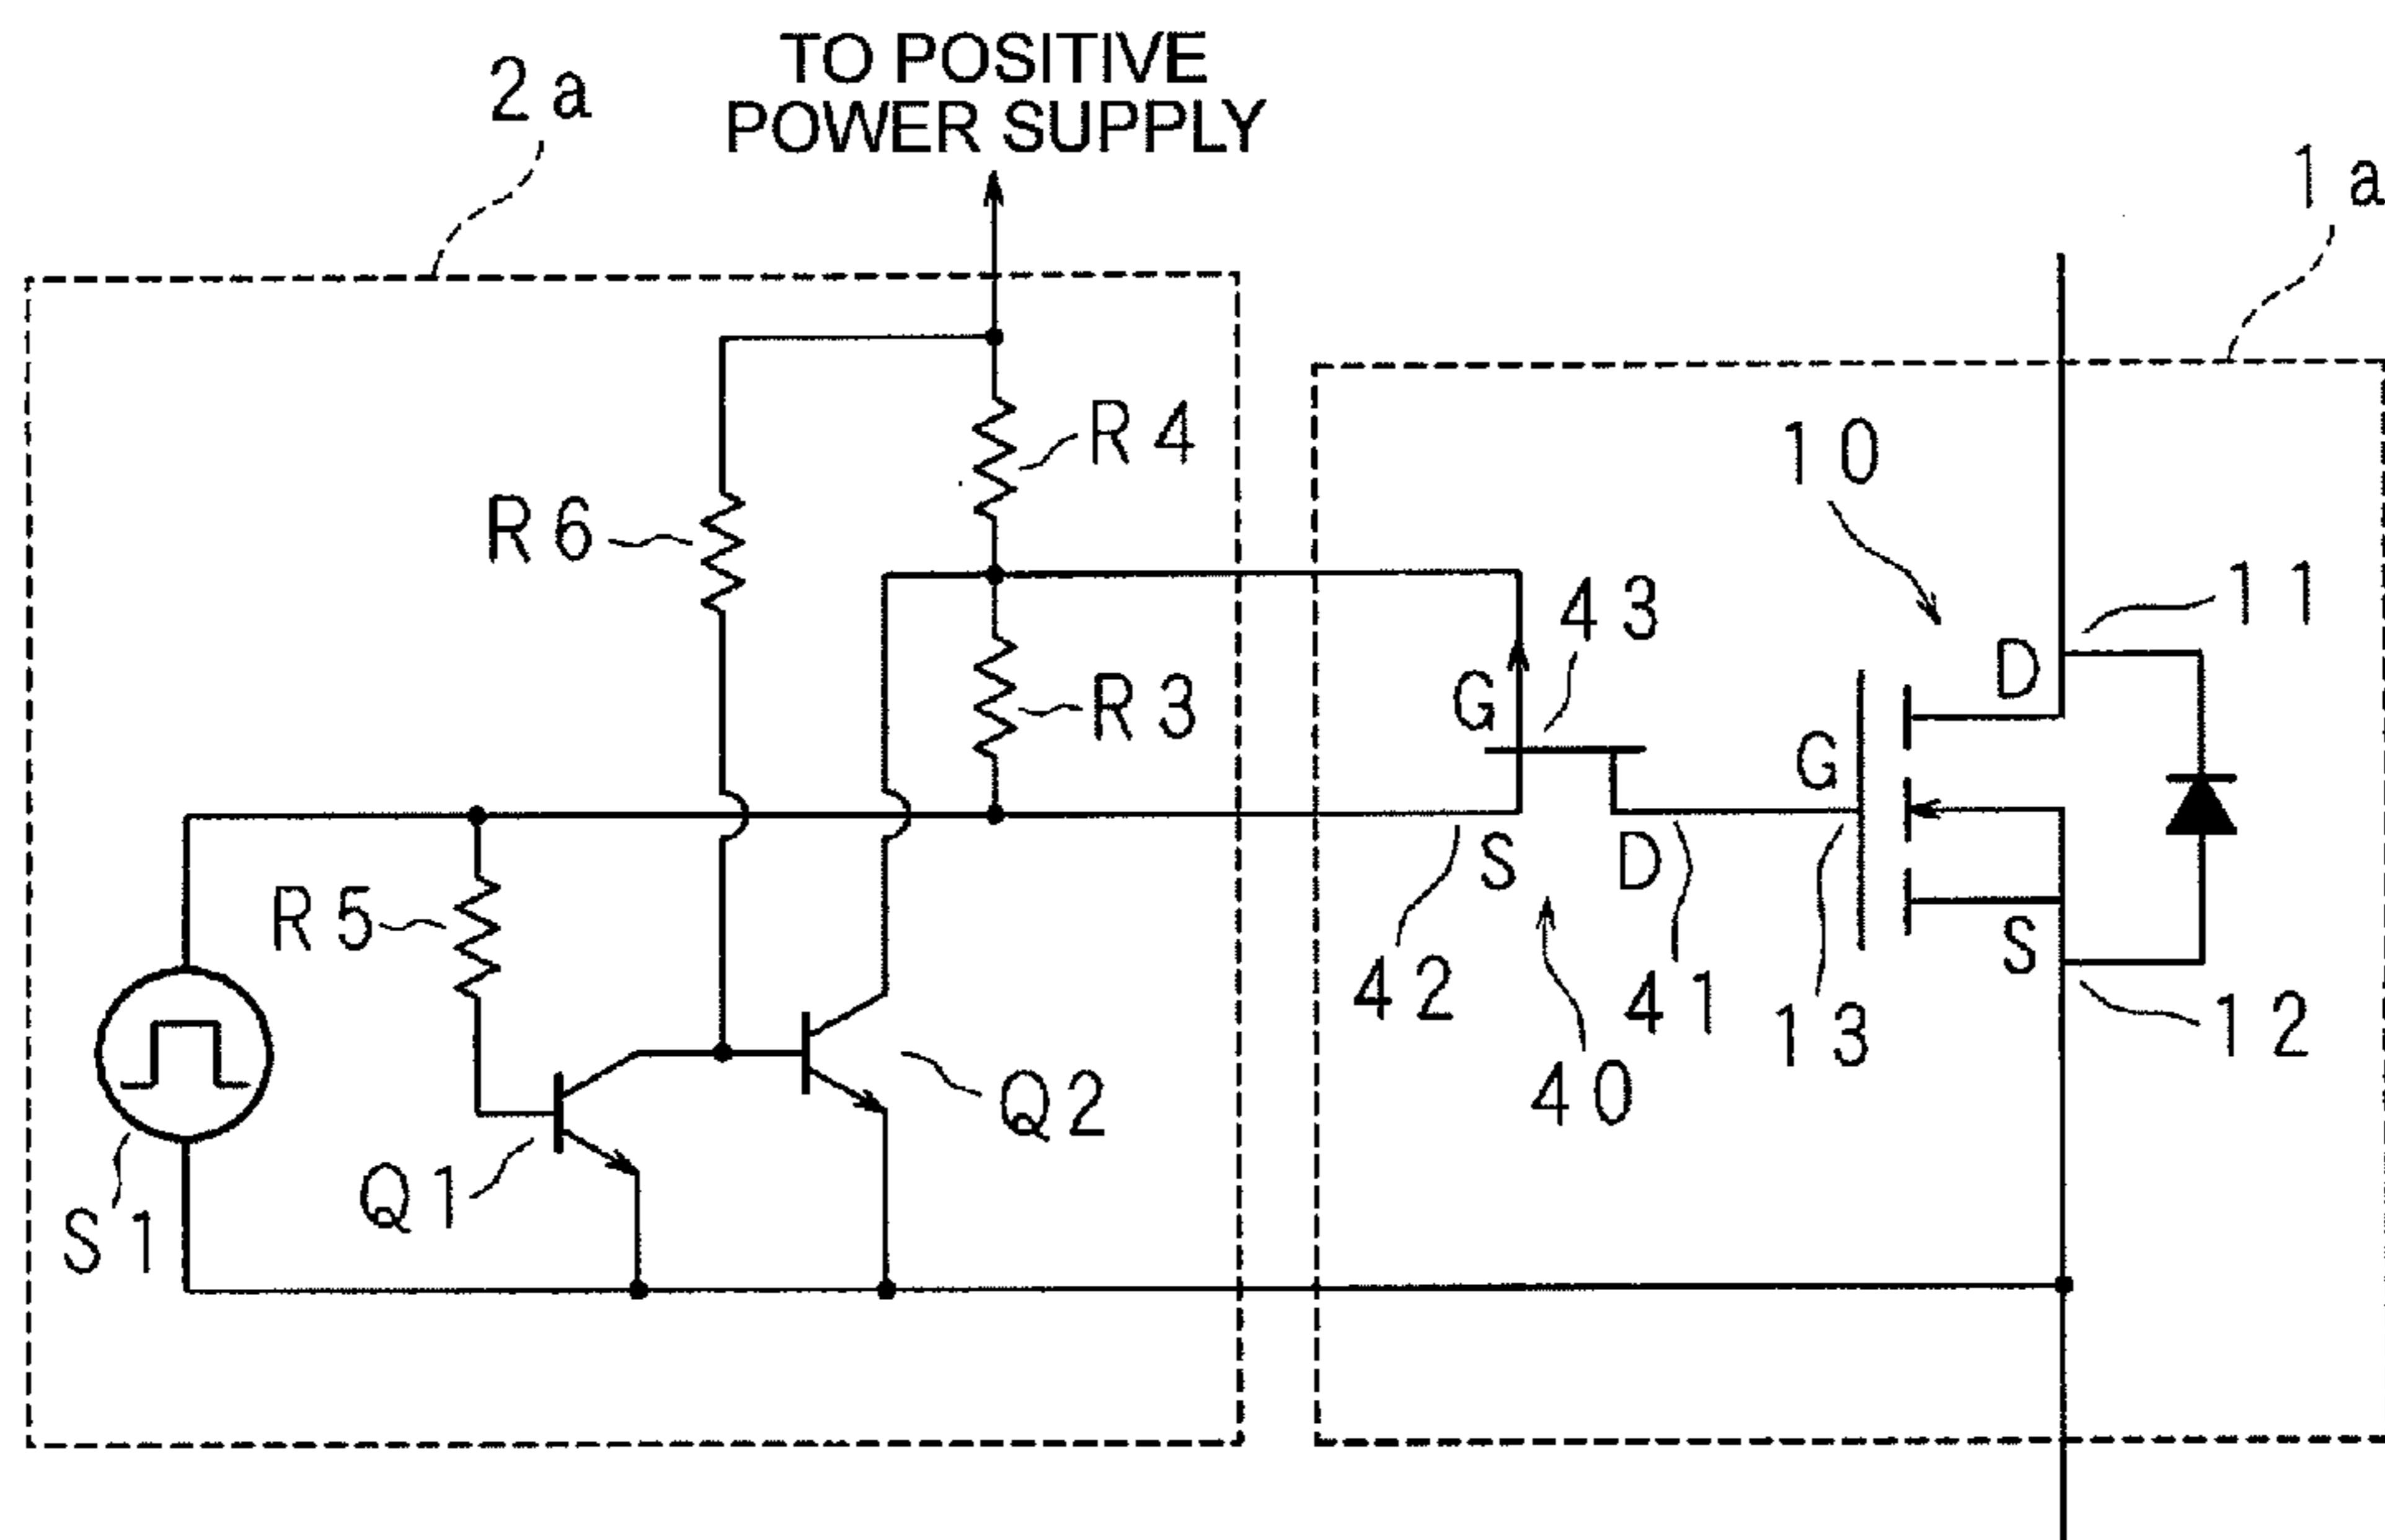 TO POSITIVE
POWER SUPPLY
2a
1a
R4
10
R6
43
11
D
G
R3
G
S
D
R5
S
42
41
13
12
40
Q2
Q1
S1